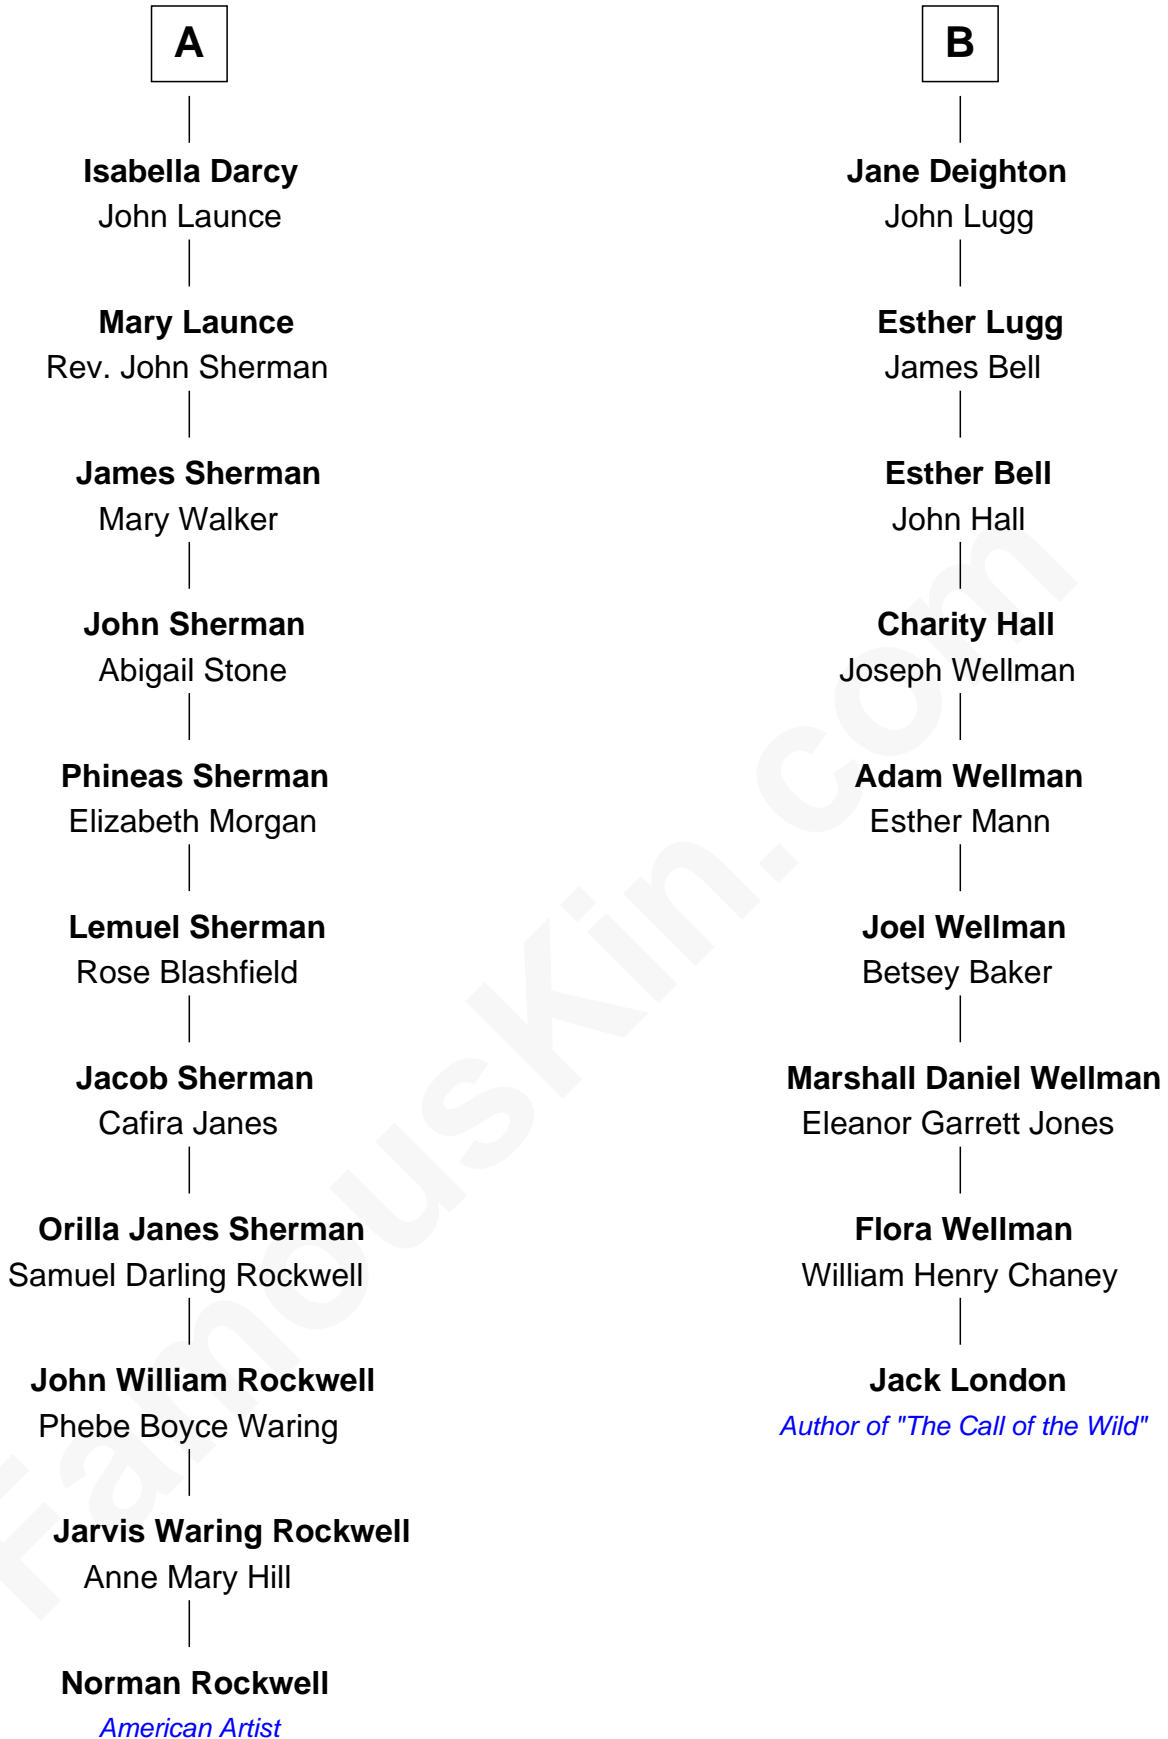 A
Isabella Darcy
John Launce
Mary Launce
Rev. John Sherman
James Sherman
Mary Walker
John Sherman
Abigail Stone
Phineas Sherman
Elizabeth Morgan
Lemuel Sherman
Rose Blashfield
Jacob Sherman
Cafira Janes
Orilla Janes Sherman
Samuel Darling Rockwell
John William Rockwell
Phebe Boyce Waring
Jarvis Waring Rockwell
Anne Mary Hill
Norman Rockwell
American Artist
B
Jane Deighton
John Lugg
Esther Lugg
James Bell
Esther Bell
John Hall
Charity Hall
Joseph Wellman
Adam Wellman
Esther Mann
Joel Wellman
Betsey Baker
Marshall Daniel Wellman
Eleanor Garrett Jones
Flora Wellman
William Henry Chaney
Jack London
Author of "The Call of the Wild"
FamousKin.com